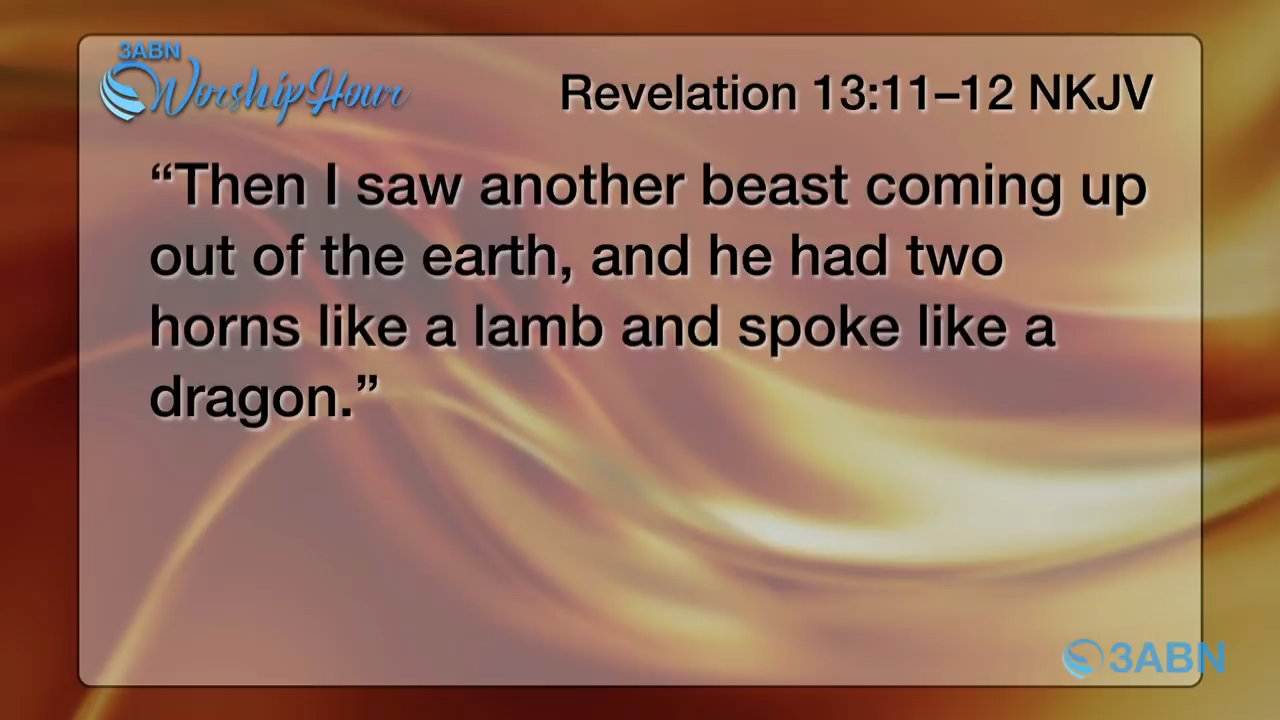 3ABN
Worship Hour
Revelation 13:11–12 NKJV
“Then I saw another beast coming up
out of the earth, and he had two
horns like a lamb and spoke like a
dragon.”
3ABN